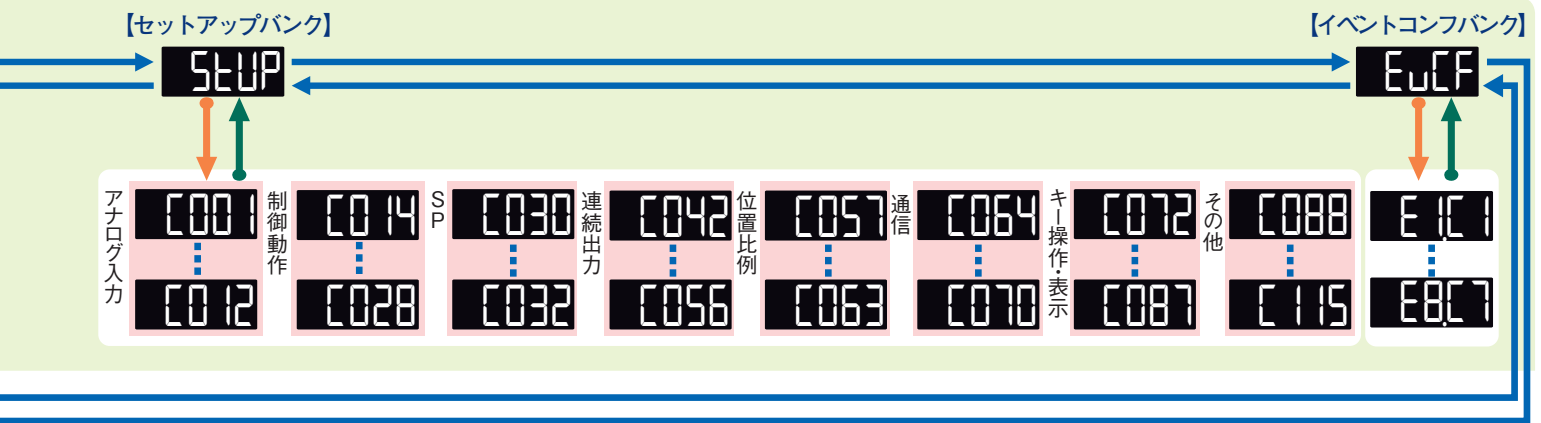 【セットアップバンク】
【イベントコンフバンク】
StUP
EvCF
アナログ入力
C001
C012
制御動作
C014
C028
SP
C030
C032
連続出力
C042
C056
位置比例
C057
C063
通信
C064
C070
キー操作・表示
C072
C087
その他
C088
C115
E1.C1
E8.C7